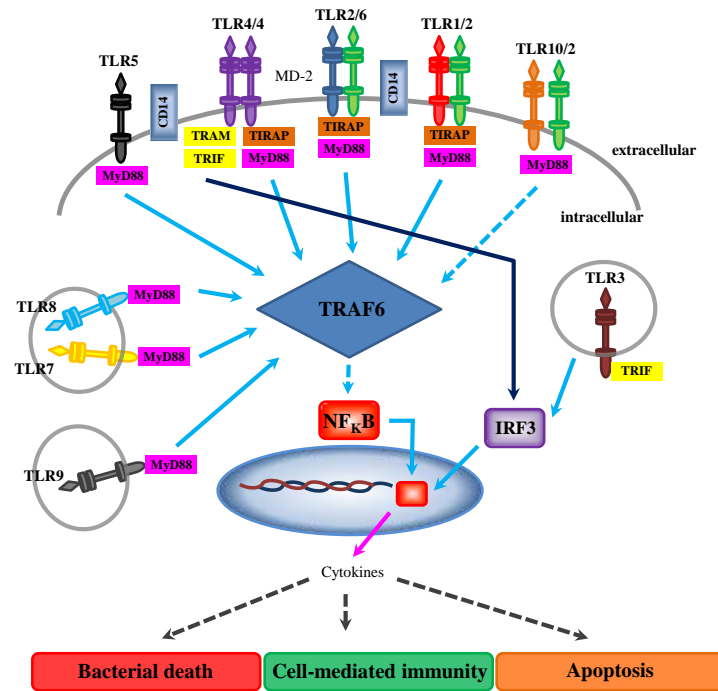 TLR4/4
TLR2/6
TLR1/2
TLR10/2
TLR5
MD-2
CD14
CD14
TRAM
TIRAP
TIRAP
TIRAP
TRIF
MyD88
MyD88
MyD88
MyD88
MyD88
extracellular
intracellular
TLR3
TLR8
MyD88
TRAF6
MyD88
TLR7
TRIF
NFKB
IRF3
TLR9
MyD88
Cytokines
Bacterial death
Cell-mediated immunity
Apoptosis